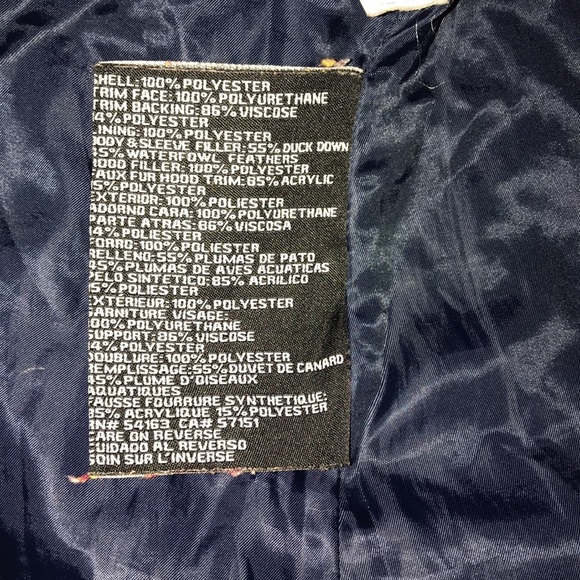 SHELL: 100% POLYESTER
TRIM FACE: 100% POLYURETHANE
TRIM BACKING: 86% VISCOSE
14% POLYESTER
LINING: 100% POLYESTER
BODY & SLEEVE FILLER: 55% DUCK DOWN
45% WATERFOWL FEATHERS
HOOD FILLER: 100% POLYESTER
FAUX FUR HOOD TRIM: 85% ACRYLIC
15% POLYESTER
EXTERIOR: 100% POLIESTER
ADORNO CARA: 100% POLYURETHANE
PARTE ATRAS: 86% VISCOSA
14% POLIESTER
FORRO: 100% POLIESTER
RELLENO: 55% PLUMAS DE PATO
45% PLUMAS DE AVES ACUATICAS
PELO SINTETICO: 85% ACRILICO
15% POLIESTER
EXTÉRIEUR: 100% POLYESTER
GARNITURE VISAGE:
100% POLYURETHANE
SUPPORT: 86% VISCOSE
14% POLYESTER
DOUBLURE: 100% POLYESTER
REMPLISSAGE: 55% DUVET DE CANARD
45% PLUME D'OISEAUX
AQUATIQUES
FAUSSE FOURRURE SYNTHETIQUE:
85% ACRYLIQUE 15% POLYESTER
RN# 54163 CA# 57151
CARE ON REVERSE
CUIDADO AL REVERSO
SOIN SUR L'INVERSE